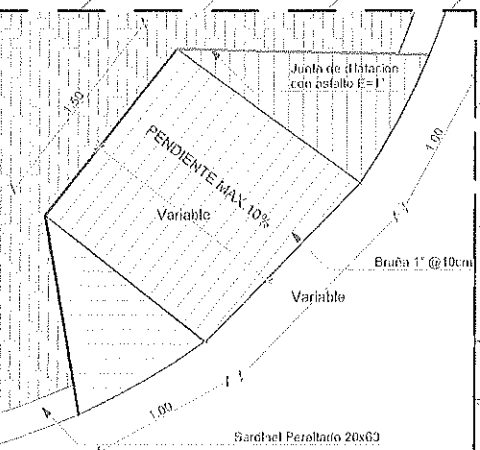 Junta de dilatación
con asfalto E=1"
1.50
1.00
PENDIENTE MAX 10%
Variable
Bruña 1" @10cm
Variable
1.00
Sardinel Peraltado 20x60